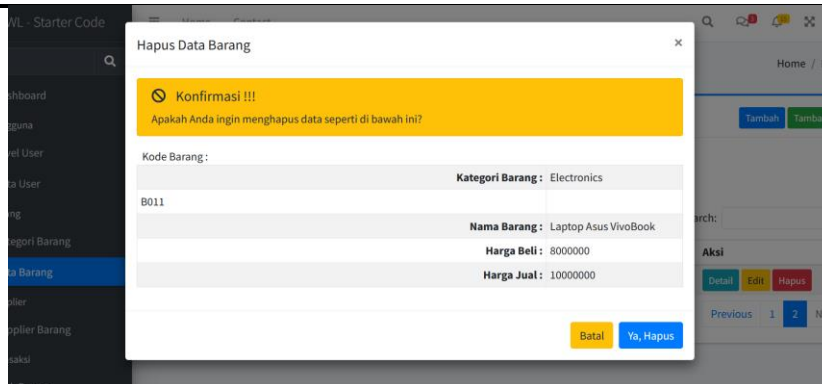 WL - Starter Code
Home Contact
Home /
shboard
gguna
vel User
ta User
ng
tegori Barang
ta Barang
plier
pplier Barang
saksi
Tambah Tamba
arch:
Aksi
Detail Edit Hapus
Previous 1 2 N
Hapus Data Barang ×
Konfirmasi !!!
Apakah Anda ingin menghapus data seperti di bawah ini?
Kode Barang :
Kategori Barang : Electronics
B011
Nama Barang : Laptop Asus VivoBook
Harga Beli : 8000000
Harga Jual : 10000000
Batal Ya, Hapus